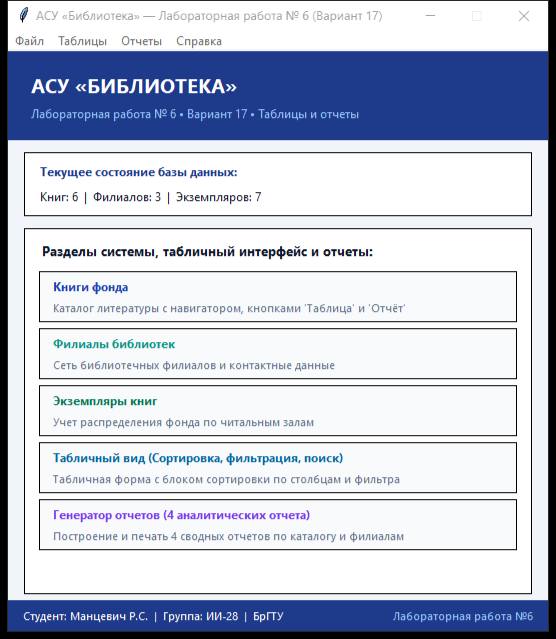 АСУ «Библиотека» — Лабораторная работа № 6 (Вариант 17)
Файл Таблицы Отчеты Справка
АСУ «БИБЛИОТЕКА»
Лабораторная работа № 6 • Вариант 17 • Таблицы и отчеты
Текущее состояние базы данных:
Книг: 6 | Филиалов: 3 | Экземпляров: 7
Разделы системы, табличный интерфейс и отчеты:
Книги фонда
Каталог литературы с навигатором, кнопками 'Таблица' и 'Отчёт'
Филиалы библиотек
Сеть библиотечных филиалов и контактные данные
Экземпляры книг
Учет распределения фонда по читальным залам
Табличный вид (Сортировка, фильтрация, поиск)
Табличная форма с блоком сортировки по столбцам и фильтра
Генератор отчетов (4 аналитических отчета)
Построение и печать 4 сводных отчетов по каталогу и филиалам
Студент: Манцевич Р.С. | Группа: ИИ-28 | БрГТУ
Лабораторная работа №6